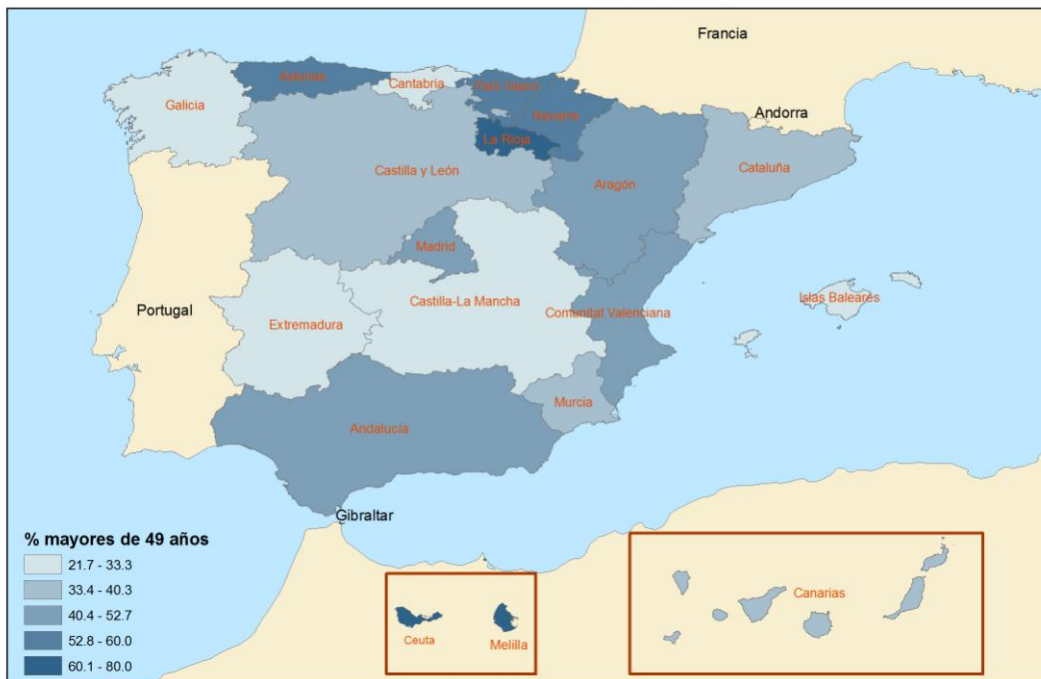 Francia
Asturias
Cantabria
País Vasco
Galicia
Andorra
Navarra
La Rioja
Castilla y León
Cataluña
Aragón
Madrid
Portugal
Castilla-La Mancha
Islas Baleares
Extremadura
Comunitat Valenciana
Murcia
Andalucía
Gibraltar
% mayores de 49 años
21.7 - 33.3
33.4 - 40.3
40.4 - 52.7
52.8 - 60.0
60.1 - 80.0
Ceuta
Melilla
Canarias